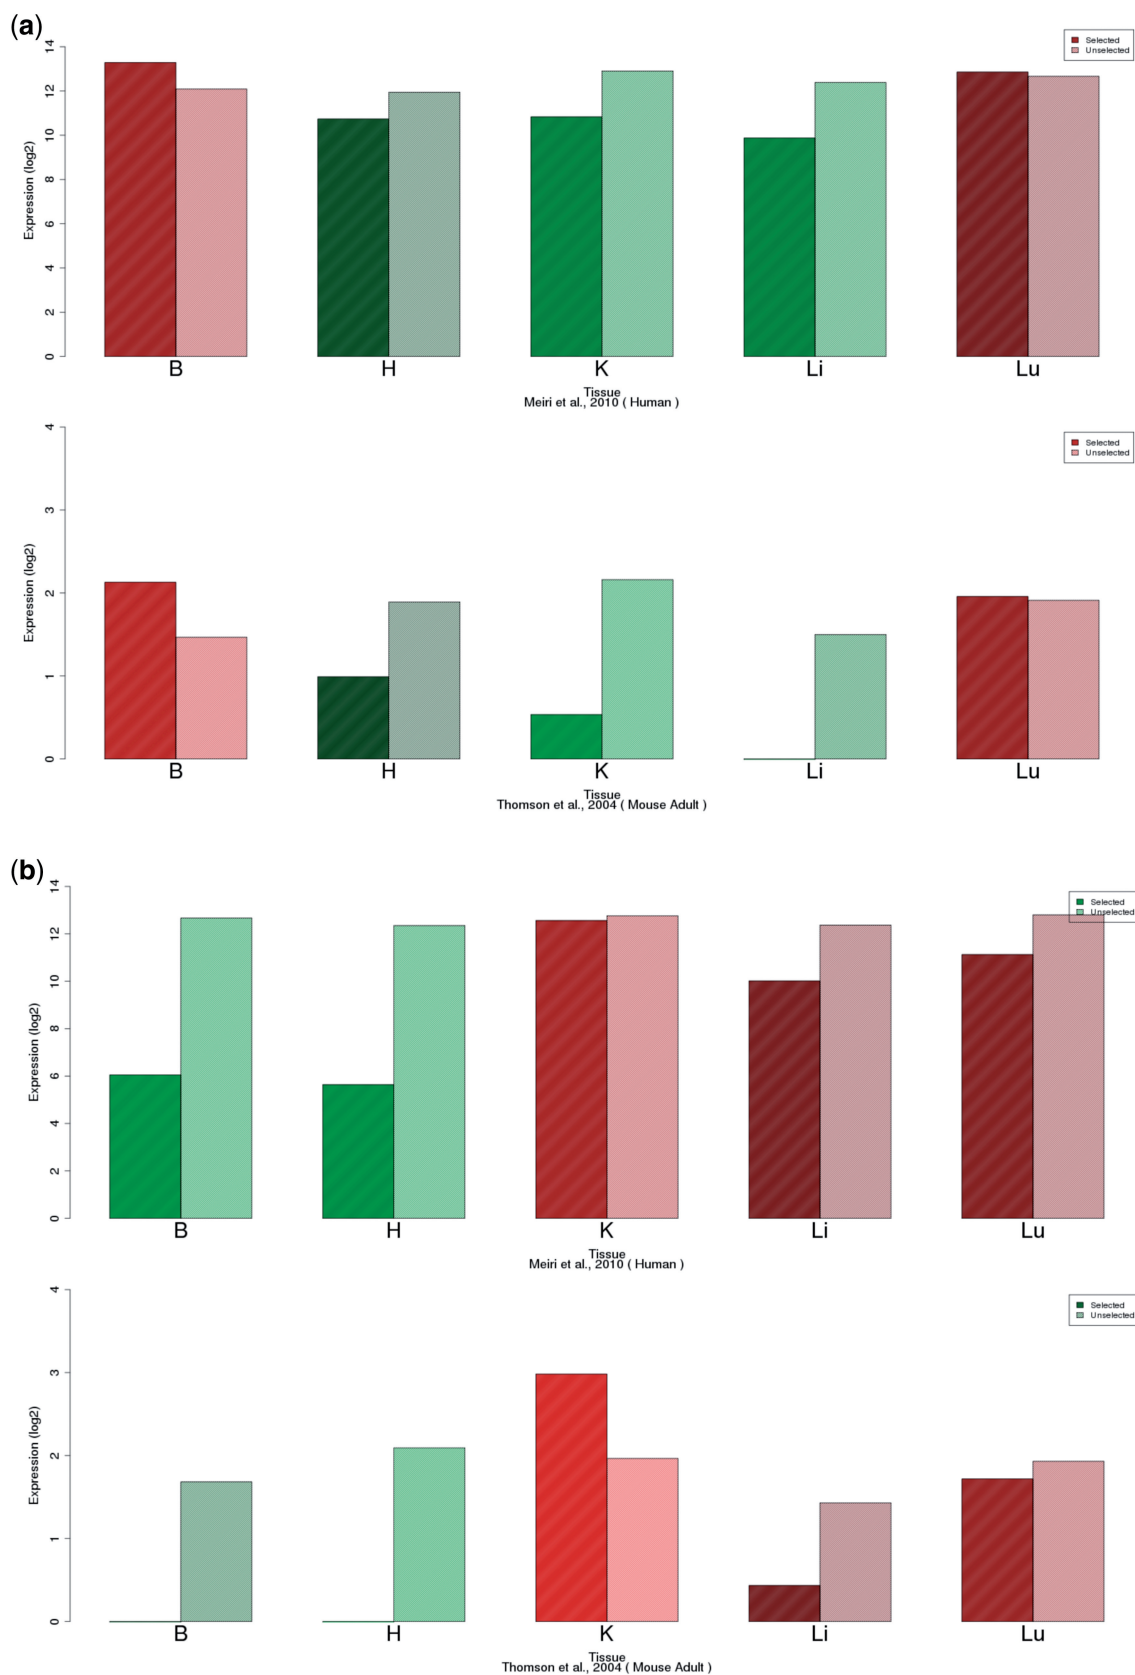 (a)
Selected
Unselected
Expression (log2)
14
12
10
8
6
4
2
0
B H K Li Lu
Tissue
Meiri et al., 2010 ( Human )
Selected
Unselected
Expression (log2)
4
3
2
1
0
B H K Li Lu
Tissue
Thomson et al., 2004 ( Mouse Adult )
(b)
Selected
Unselected
Expression (log2)
14
12
10
8
6
4
2
0
B H K Li Lu
Tissue
Meiri et al., 2010 ( Human )
Selected
Unselected
Expression (log2)
4
3
2
1
0
B H K Li Lu
Tissue
Thomson et al., 2004 ( Mouse Adult )